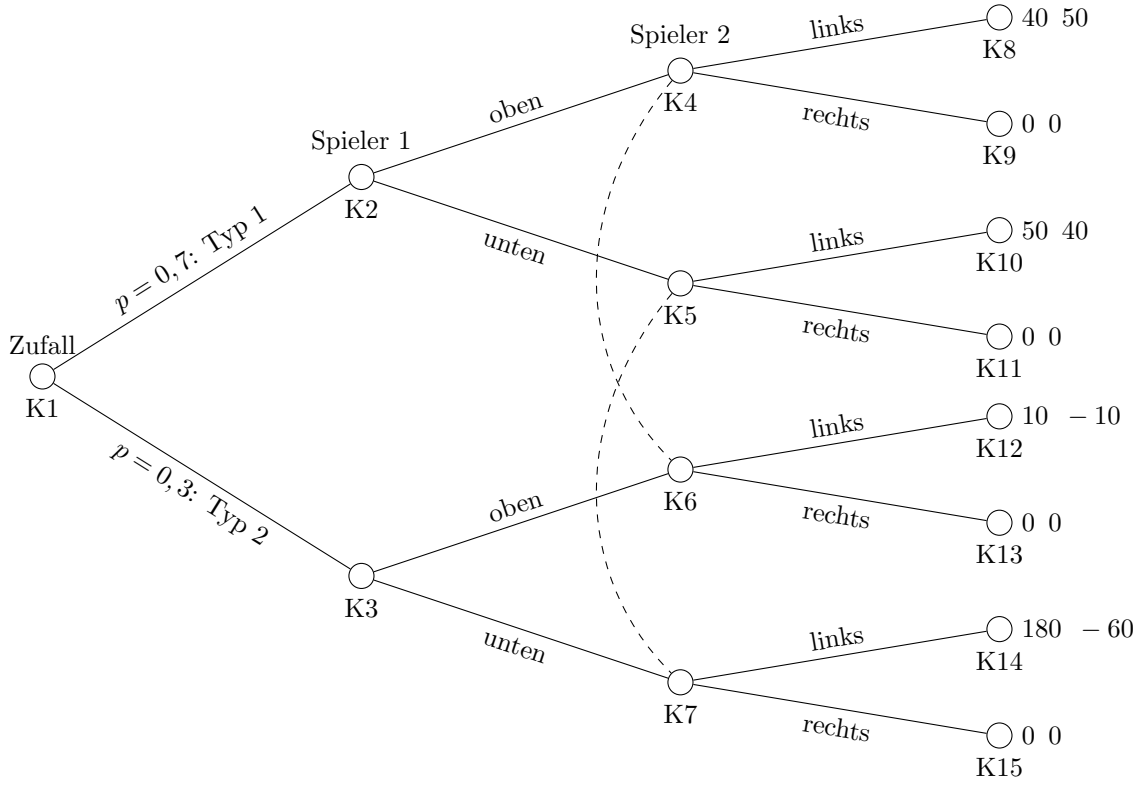 40 50
links
Spieler 2
K8
oben
K4
rechts
0 0
Spieler 1
K9
K2
p = 0,7: Typ 1
unten
links
50 40
K10
K5
rechts
0 0
Zufall
K11
K1
links
10 − 10
K12
p = 0,3: Typ 2
oben
K6
rechts
0 0
K13
K3
unten
links
180 − 60
K14
K7
rechts
0 0
K15